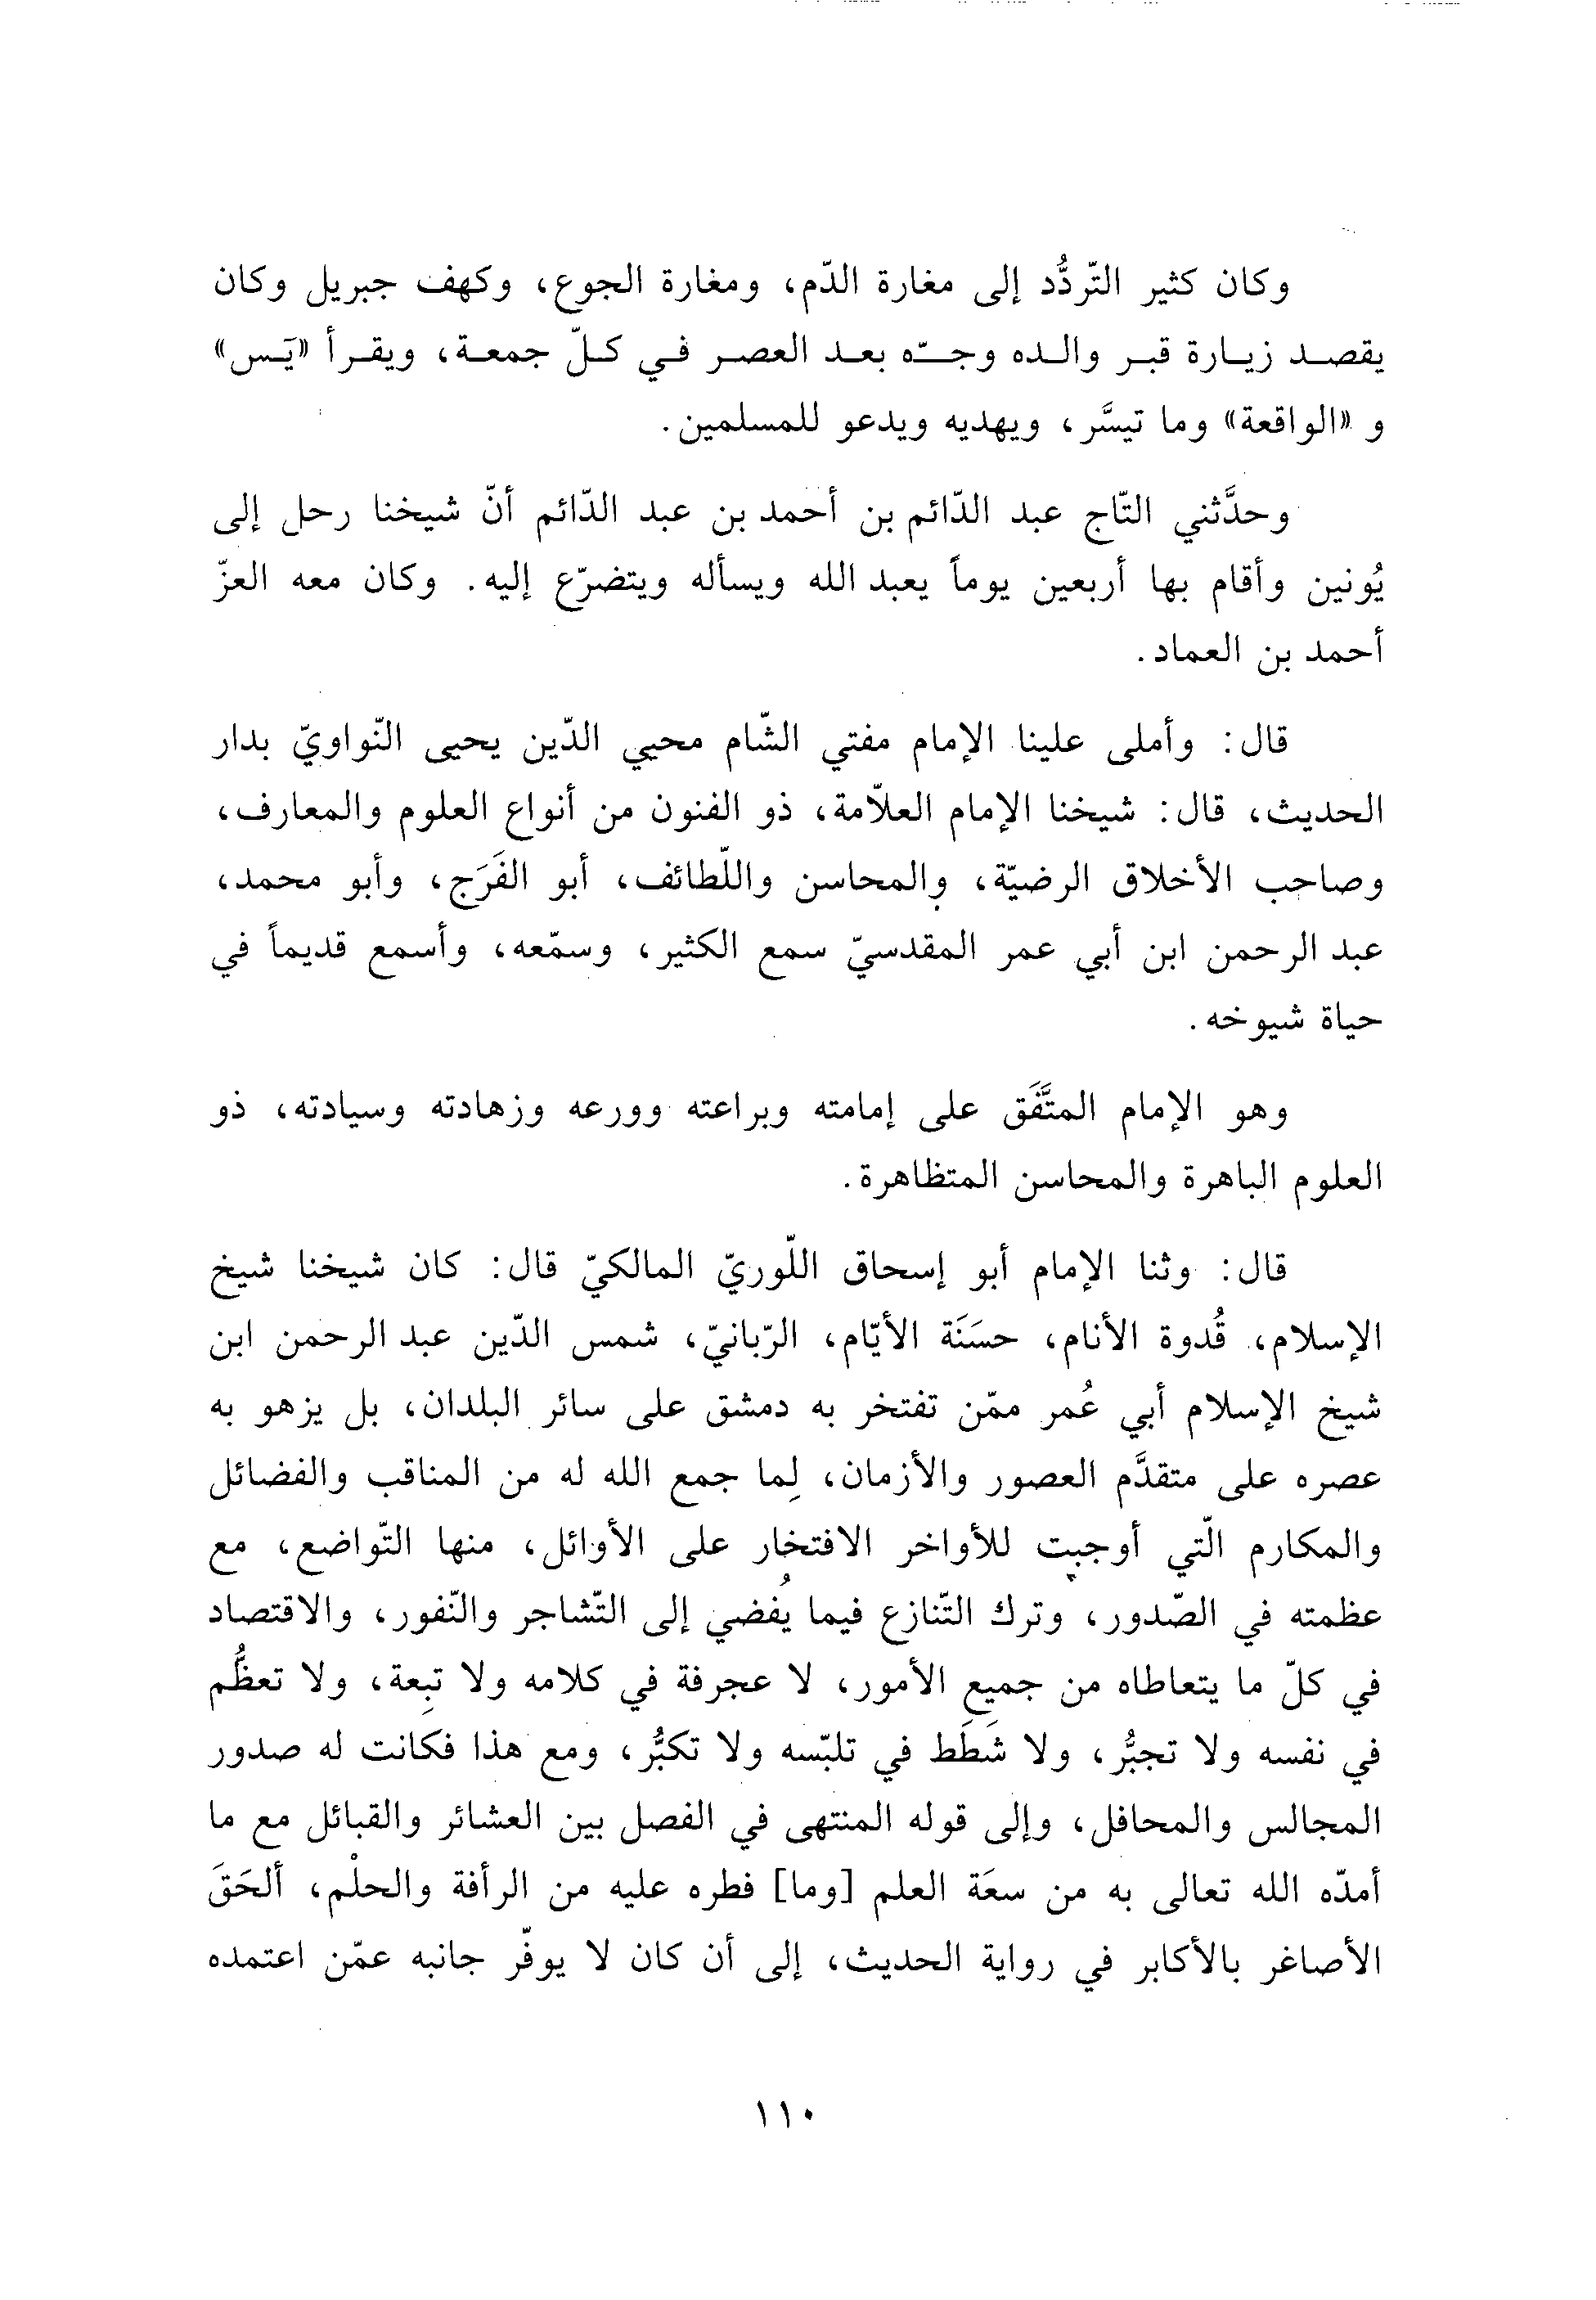 وكان كثير التّردُّد إلى مغارة الدّم، ومغارة الجوع، وكهف جبريل وكان
يقصد زيارة قبر والده وجدّه بعد العصر في كلّ جمعة، ويقرأ «يَس»
و «الواقعة» وما تيسَّر، ويهديه ويدعو للمسلمين.
وحدَّثني التّاج عبد الدّائم بن أحمد بن عبد الدّائم أنّ شيخنا رحل إلى
يُونين وأقام بها أربعين يوماً يعبد الله ويسأله ويتضرّع إليه. وكان معه العزّ
أحمد بن العماد.
قال: وأملى علينا الإمام مفتي الشّام محيي الدّين يحيى النّواويّ بدار
الحديث، قال: شيخنا الإمام العلاّمة، ذو الفنون من أنواع العلوم والمعارف،
وصاحب الأخلاق الرضيّة، والمحاسن واللّطائف، أبو الفَرَج، وأبو محمد،
عبد الرحمن ابن أبي عمر المقدسيّ سمع الكثير، وسمّعه، وأسمع قديماً في
حياة شيوخه.
وهو الإمام المتَّفَق على إمامته وبراعته وورعه وزهادته وسيادته، ذو
العلوم الباهرة والمحاسن المتظاهرة.
قال: وثنا الإمام أبو إسحاق اللّوريّ المالكيّ قال: كان شيخنا شيخ
الإسلام، قُدوة الأنام، حسَنَة الأيّام، الرّبانيّ، شمس الدّين عبد الرحمن ابن
شيخ الإسلام أبي عُمر ممّن تفتخر به دمشق على سائر البلدان، بل يزهو به
عصره على متقدَّم العصور والأزمان، لِما جمع الله له من المناقب والفضائل
والمكارم الّتي أوجبت للأواخر الافتخار على الأوائل، منها التّواضع، مع
عظمته في الصّدور، وترك التّنازع فيما يُفضي إلى التّشاجر والنّفور، والاقتصاد
في كلّ ما يتعاطاه من جميع الأمور، لا عجرفة في كلامه ولا تبِعة، ولا تعظُّم
في نفسه ولا تجبُّر، ولا شَطَط في تلبّسه ولا تكبُّر، ومع هذا فكانت له صدور
المجالس والمحافل، وإلى قوله المنتهى في الفصل بين العشائر والقبائل مع ما
أمدّه الله تعالى به من سعَة العلم [وما] فطره عليه من الرأفة والحلْم، ألحَقَ
الأصاغر بالأكابر في رواية الحديث، إلى أن كان لا يوفّر جانبه عمّن اعتمده
١١٠